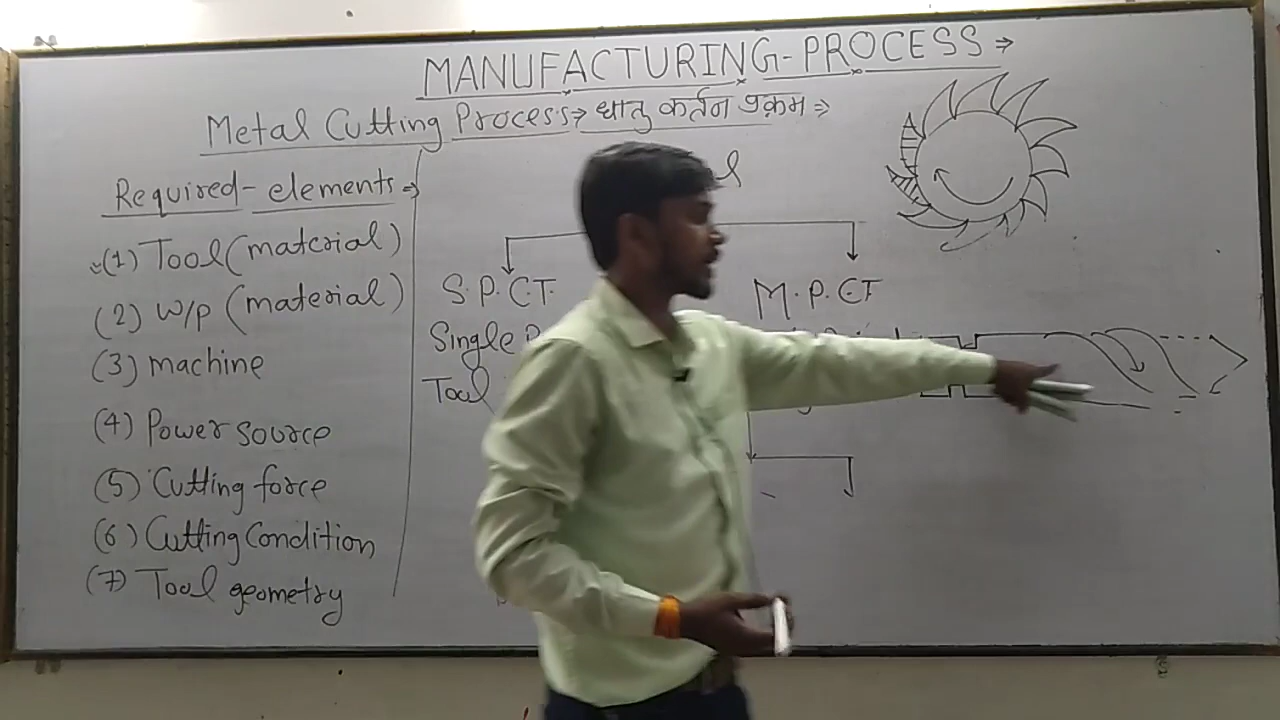 MANUFACTURING-PROCESS⇒
Metal Cutting Process⇒ धातु कर्तन प्रक्रम ⇒
Required- elements ⇒
(1) Tool (material)
(2) W/p (material)
(3) machine
(4) Power source
(5) Cutting force
(6) Cutting Condition
(7) Tool geometry
S.P.C.T.
Single
Tool
M.P.CT